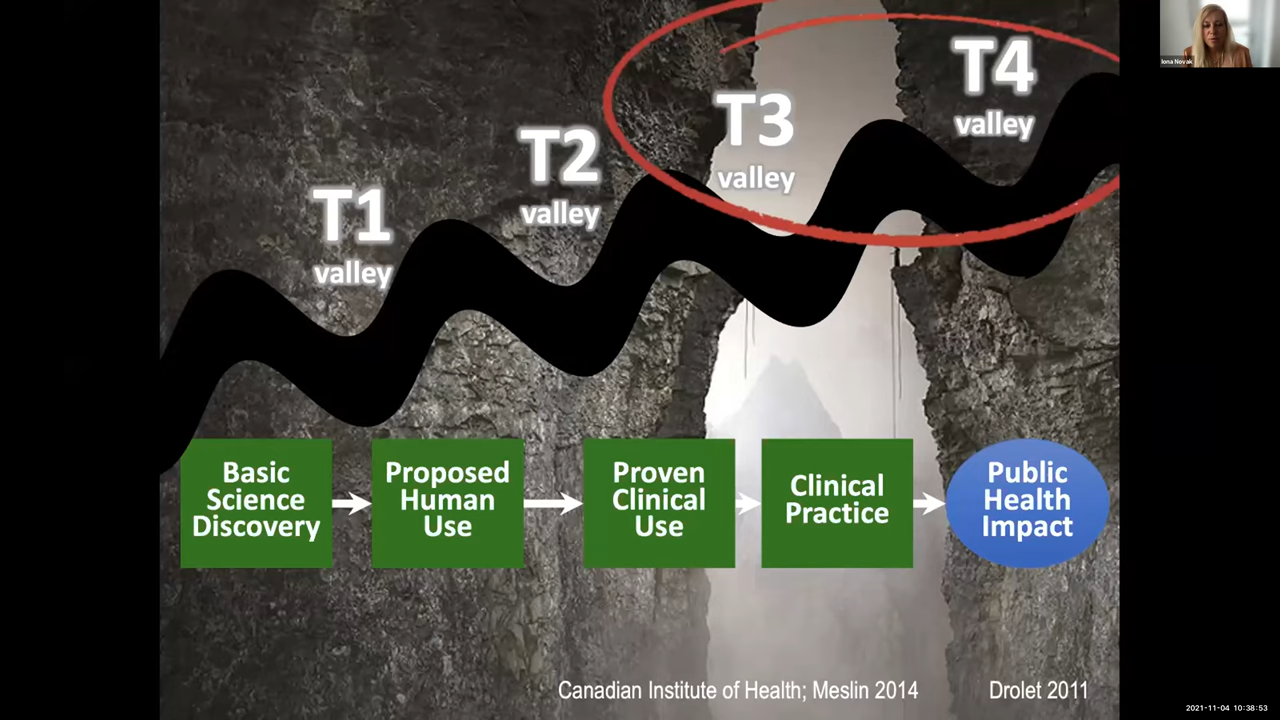 Iona Novak
T4
valley
T3
valley
T2
valley
T1
valley
Basic
Science
Discovery
Proposed
Human
Use
Proven
Clinical
Use
Clinical
Practice
Public
Health
Impact
Canadian Institute of Health; Meslin 2014
Drolet 2011
2021-11-04 10:38:53